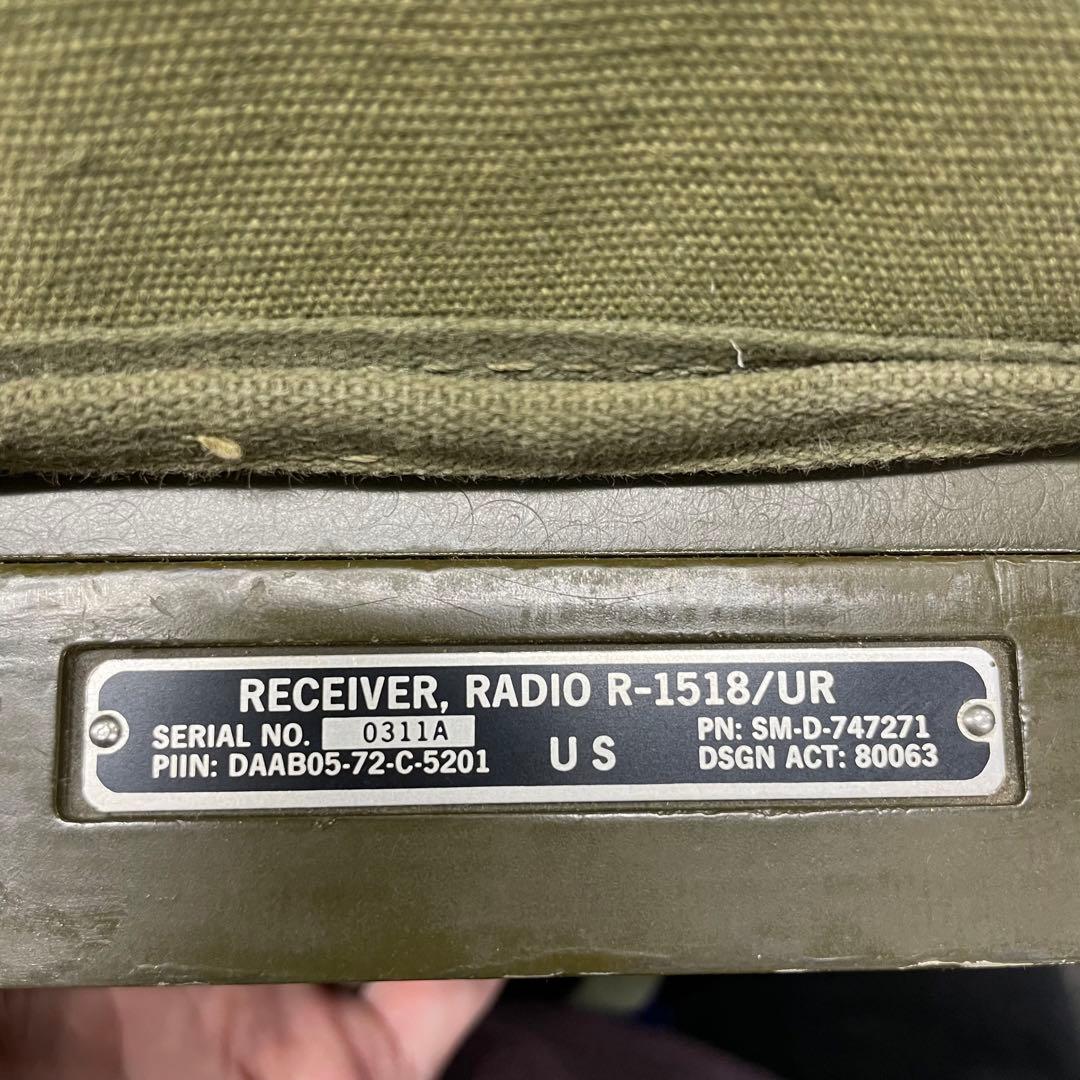 RECEIVER, RADIO R-1518/UR
SERIAL NO. 0311A
PIIN: DAAB05-72-C-5201
US
PN: SM-D-747271
DSGN ACT: 80063